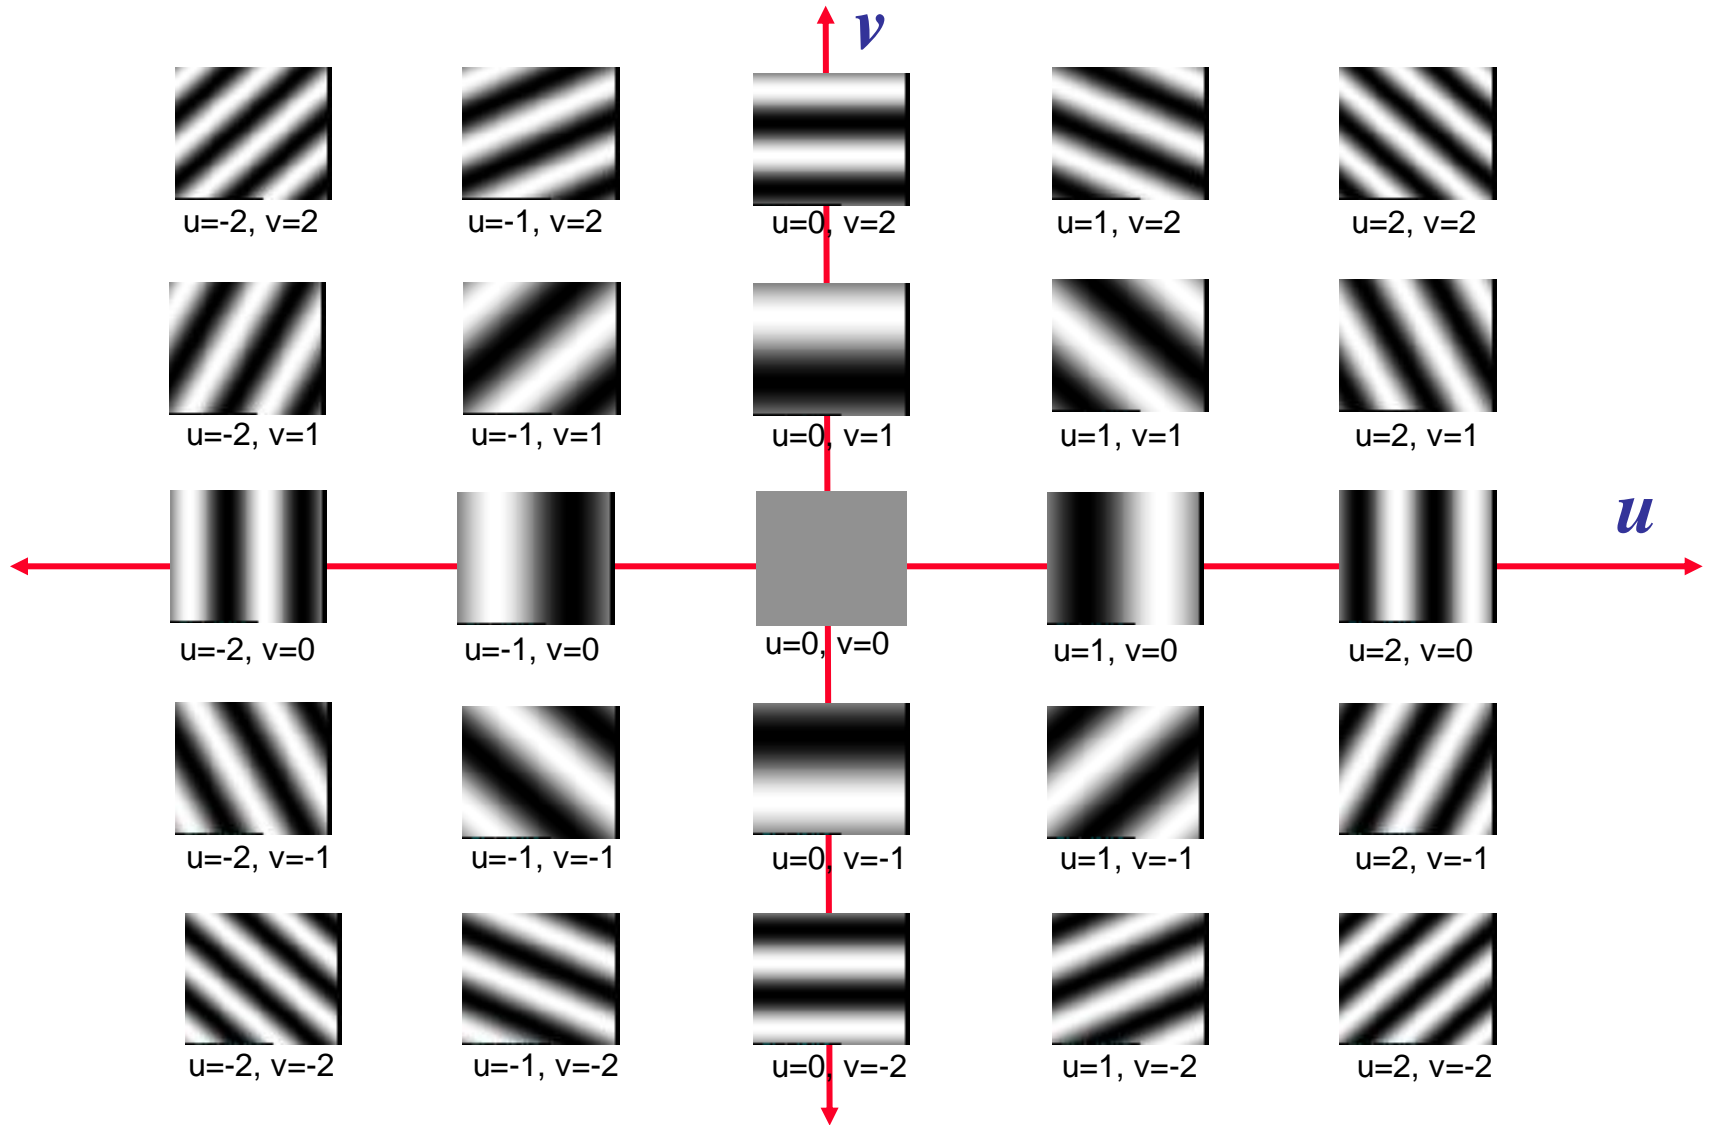 v
u=-2, v=2
u=-1, v=2
u=0, v=2
u=1, v=2
u=2, v=2
u=-2, v=1
u=-1, v=1
u=0, v=1
u=1, v=1
u=2, v=1
u
u=-2, v=0
u=-1, v=0
u=0, v=0
u=1, v=0
u=2, v=0
u=-2, v=-1
u=-1, v=-1
u=0, v=-1
u=1, v=-1
u=2, v=-1
u=-2, v=-2
u=-1, v=-2
u=0, v=-2
u=1, v=-2
u=2, v=-2